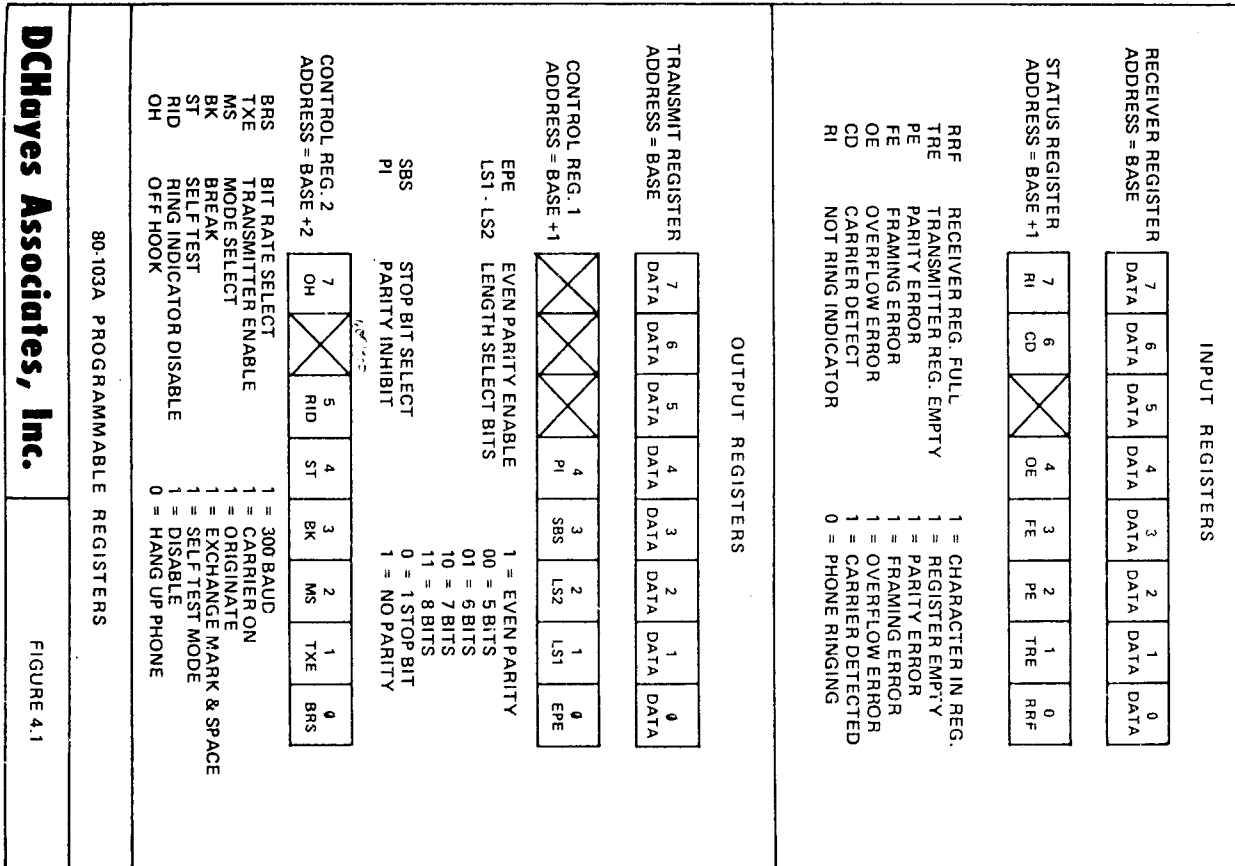 INPUT REGISTERS
RECEIVER REGISTER
ADDRESS = BASE
7 6 5 4 3 2 1 0
DATA DATA DATA DATA DATA DATA DATA DATA
STATUS REGISTER
ADDRESS = BASE +1
7 6 4 3 2 1 0
RI CD OE FE PE TRE RRF
RRF RECEIVER REG. FULL 1 = CHARACTER IN REG.
TRE TRANSMITTER REG. EMPTY 1 = REGISTER EMPTY
PE PARITY ERROR 1 = PARITY ERROR
FE FRAMING ERROR 1 = FRAMING ERROR
OE OVERFLOW ERROR 1 = OVERFLOW ERROR
CD CARRIER DETECT 1 = CARRIER DETECTED
RI NOT RING INDICATOR 0 = PHONE RINGING
OUTPUT REGISTERS
TRANSMIT REGISTER
ADDRESS = BASE
7 6 5 4 3 2 1 0
DATA DATA DATA DATA DATA DATA DATA DATA
CONTROL REG. 1
ADDRESS = BASE +1
4 3 2 1 0
PI SBS LS2 LS1 EPE
EPE EVEN PARITY ENABLE 1 = EVEN PARITY
LS1 - LS2 LENGTH SELECT BITS 00 = 5 BITS
01 = 6 BITS
10 = 7 BITS
11 = 8 BITS
SBS STOP BIT SELECT 0 = 1 STOP BIT
PI PARITY INHIBIT 1 = NO PARITY
CONTROL REG. 2
ADDRESS = BASE +2
7 5 4 3 2 1 0
OH RID ST BK MS TXE BRS
BRS BIT RATE SELECT 1 = 300 BAUD
TXE TRANSMITTER ENABLE 1 = CARRIER ON
MS MODE SELECT 1 = ORIGINATE
BK BREAK 1 = EXCHANGE MARK & SPACE
ST SELF TEST 1 = SELF TEST MODE
RID RING INDICATOR DISABLE 1 = DISABLE
OH OFF HOOK 0 = HANG UP PHONE
80-103A PROGRAMMABLE REGISTERS
DCHayes Associates, Inc.
FIGURE 4.1